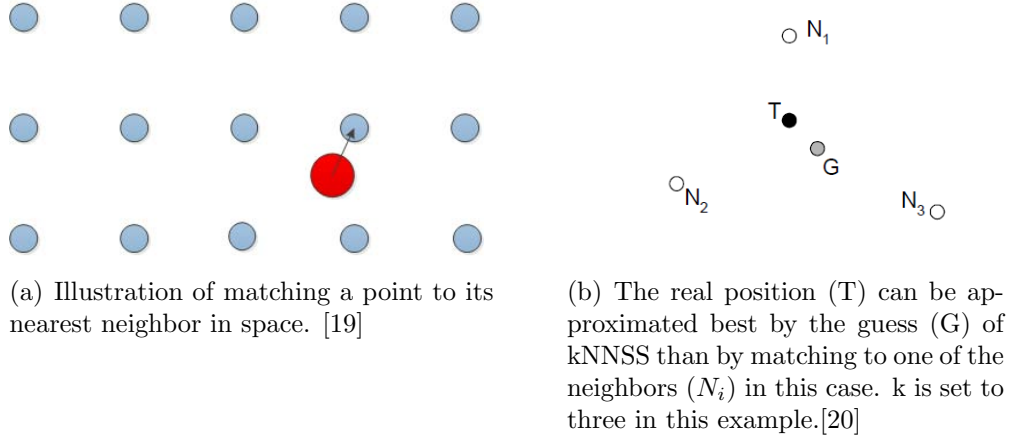 N1
T
G
N2
N3
(a) Illustration of matching a point to its
nearest neighbor in space. [19]
(b) The real position (T) can be ap-
proximated best by the guess (G) of
kNNSS than by matching to one of the
neighbors (Ni) in this case. k is set to
three in this example.[20]